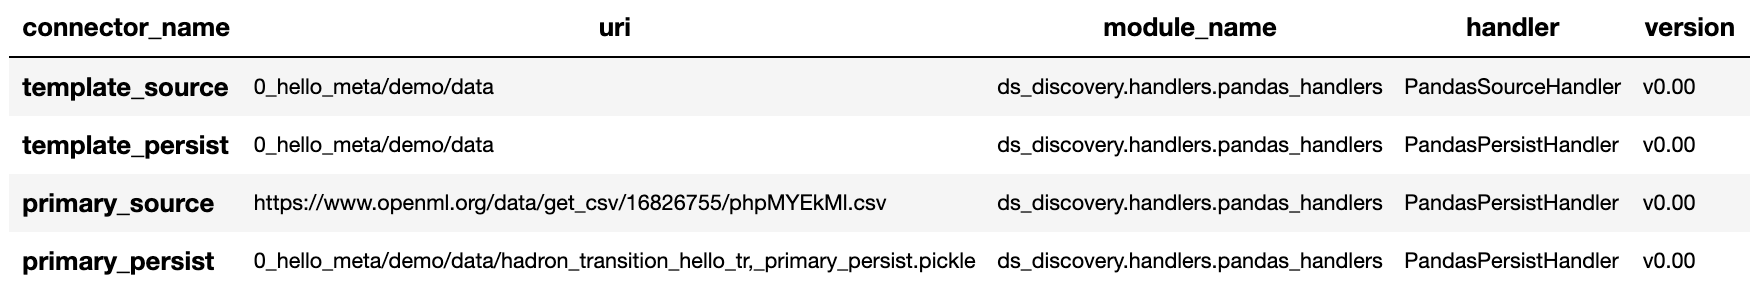 connector_name uri module_name handler version
template_source 0_hello_meta/demo/data ds_discovery.handlers.pandas_handlers PandasSourceHandler v0.00
template_persist 0_hello_meta/demo/data ds_discovery.handlers.pandas_handlers PandasPersistHandler v0.00
primary_source https://www.openml.org/data/get_csv/16826755/phpMYEkMl.csv ds_discovery.handlers.pandas_handlers PandasPersistHandler v0.00
primary_persist 0_hello_meta/demo/data/hadron_transition_hello_tr,_primary_persist.pickle ds_discovery.handlers.pandas_handlers PandasPersistHandler v0.00